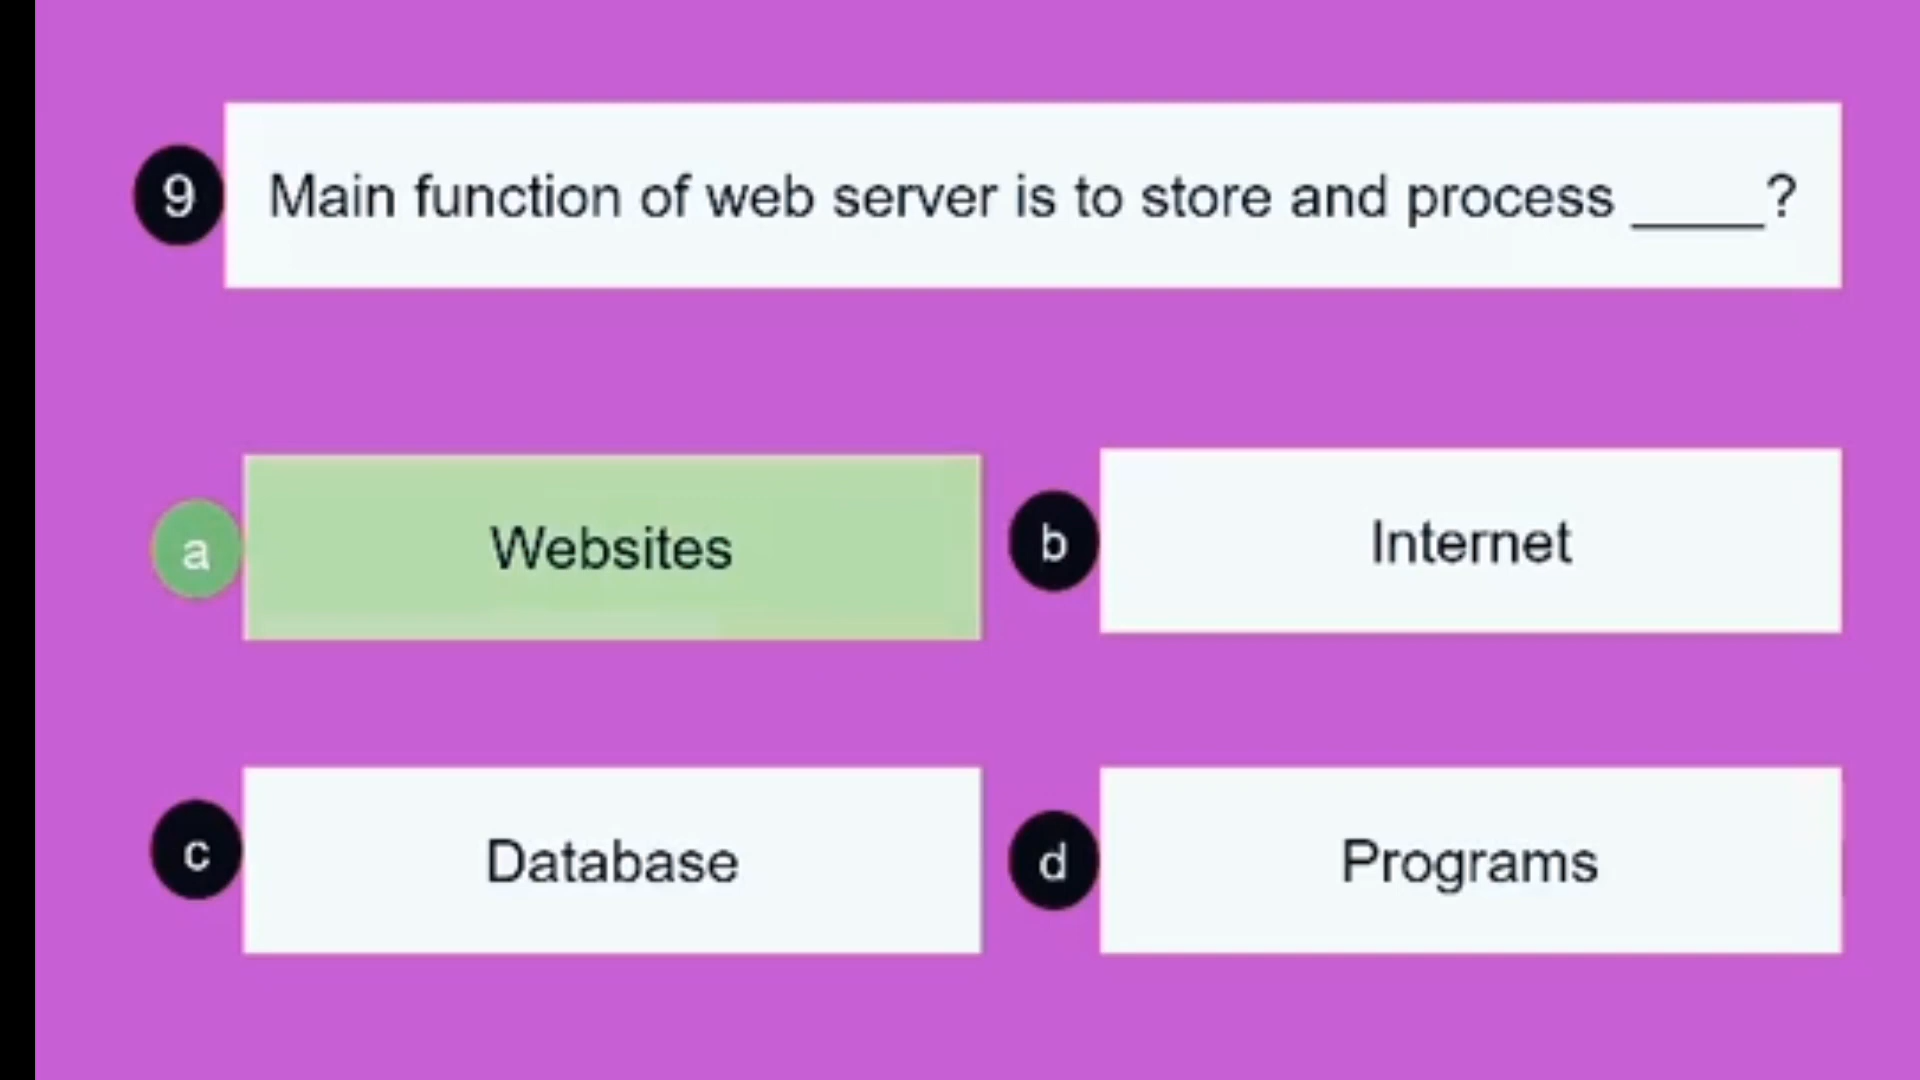 9
Main function of web server is to store and process ____?
a
Websites
b
Internet
c
Database
d
Programs